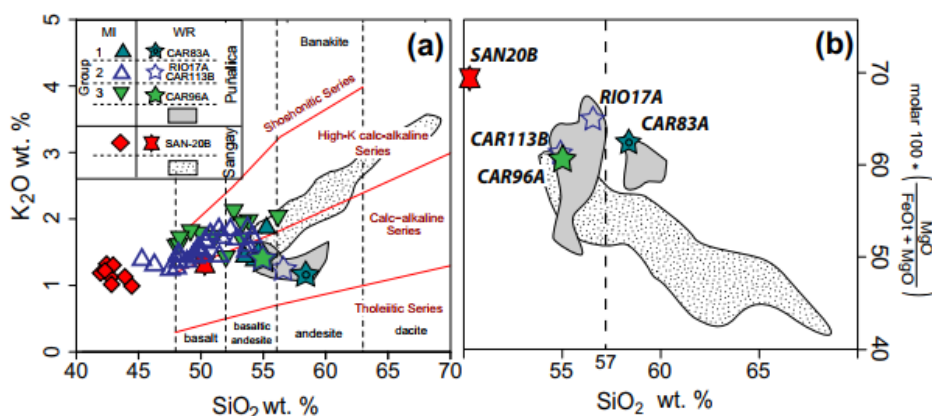 MI WR
1 CAR83A
2 RIO17A
CAR113B
3 CAR96A
Group
Puñalica
SAN-20B
Sangay
(a)
Banakite
Shoshonitic Series
High-K calc-alkaline
Series
Calc-alkaline
Series
Tholeiitic Series
basalt
basaltic
andesite
andesite
dacite
K2O wt. %
5
4
3
2
1
0
40 45 50 55 60 65 70
SiO2 wt. %
(b)
SAN20B
RIO17A
CAR83A
CAR113B
CAR96A
55 57 60 65
SiO2 wt. %
70
60
50
40
molar 100 * (MgO / FeOt + MgO)